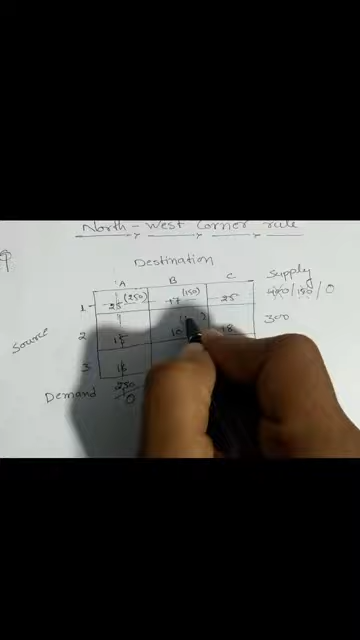 North-West Corner rule
Destination
A B C Supply
1 25 (250) 17 (150) 25 400/150/0
Source
2 15 10 18 300
3 16
Demand 250
0